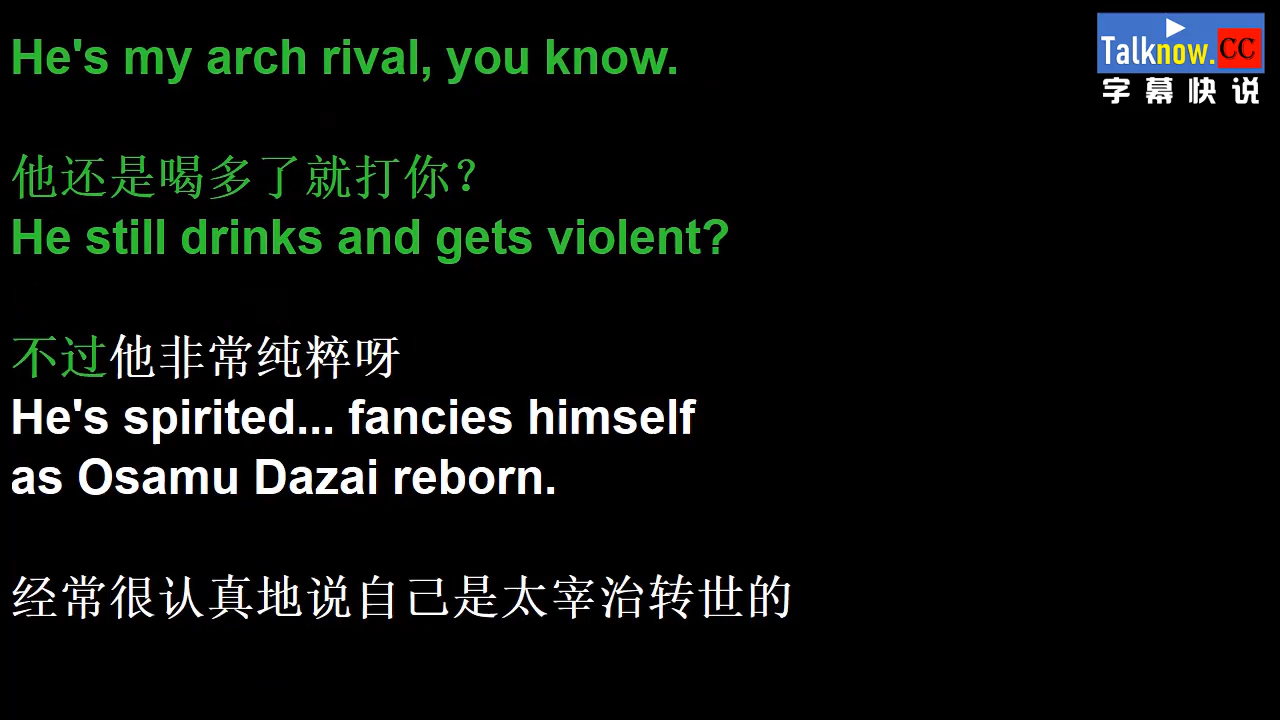 He's my arch rival, you know.
Talknow.CC
字幕快说
他还是喝多了就打你？
He still drinks and gets violent?
不过他非常纯粹呀
He's spirited... fancies himself
as Osamu Dazai reborn.
经常很认真地说自己是太宰治转世的